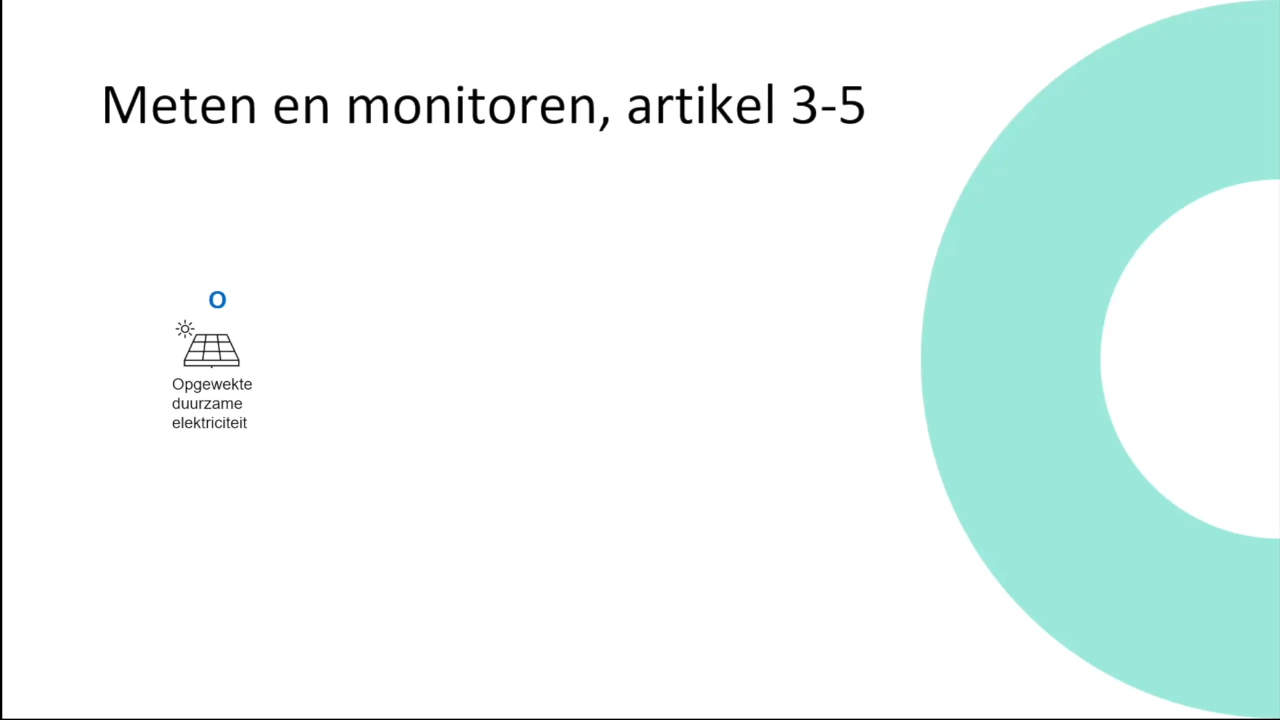 Meten en monitoren, artikel 3-5
O
Opgewekte
duurzame
elektriciteit